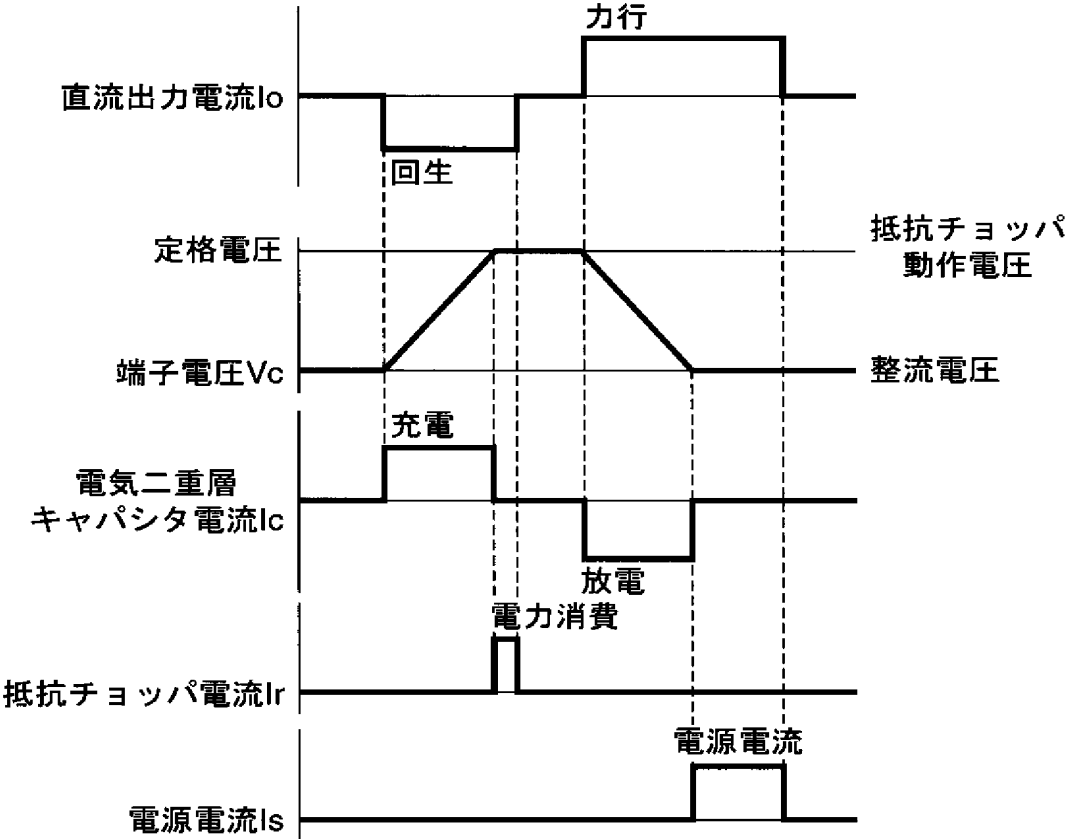 力行
直流出力電流Io
回生
定格電圧
抵抗チョッパ
動作電圧
端子電圧Vc
整流電圧
充電
電気二重層
キャパシタ電流Ic
放電
電力消費
抵抗チョッパ電流Ir
電源電流
電源電流Is